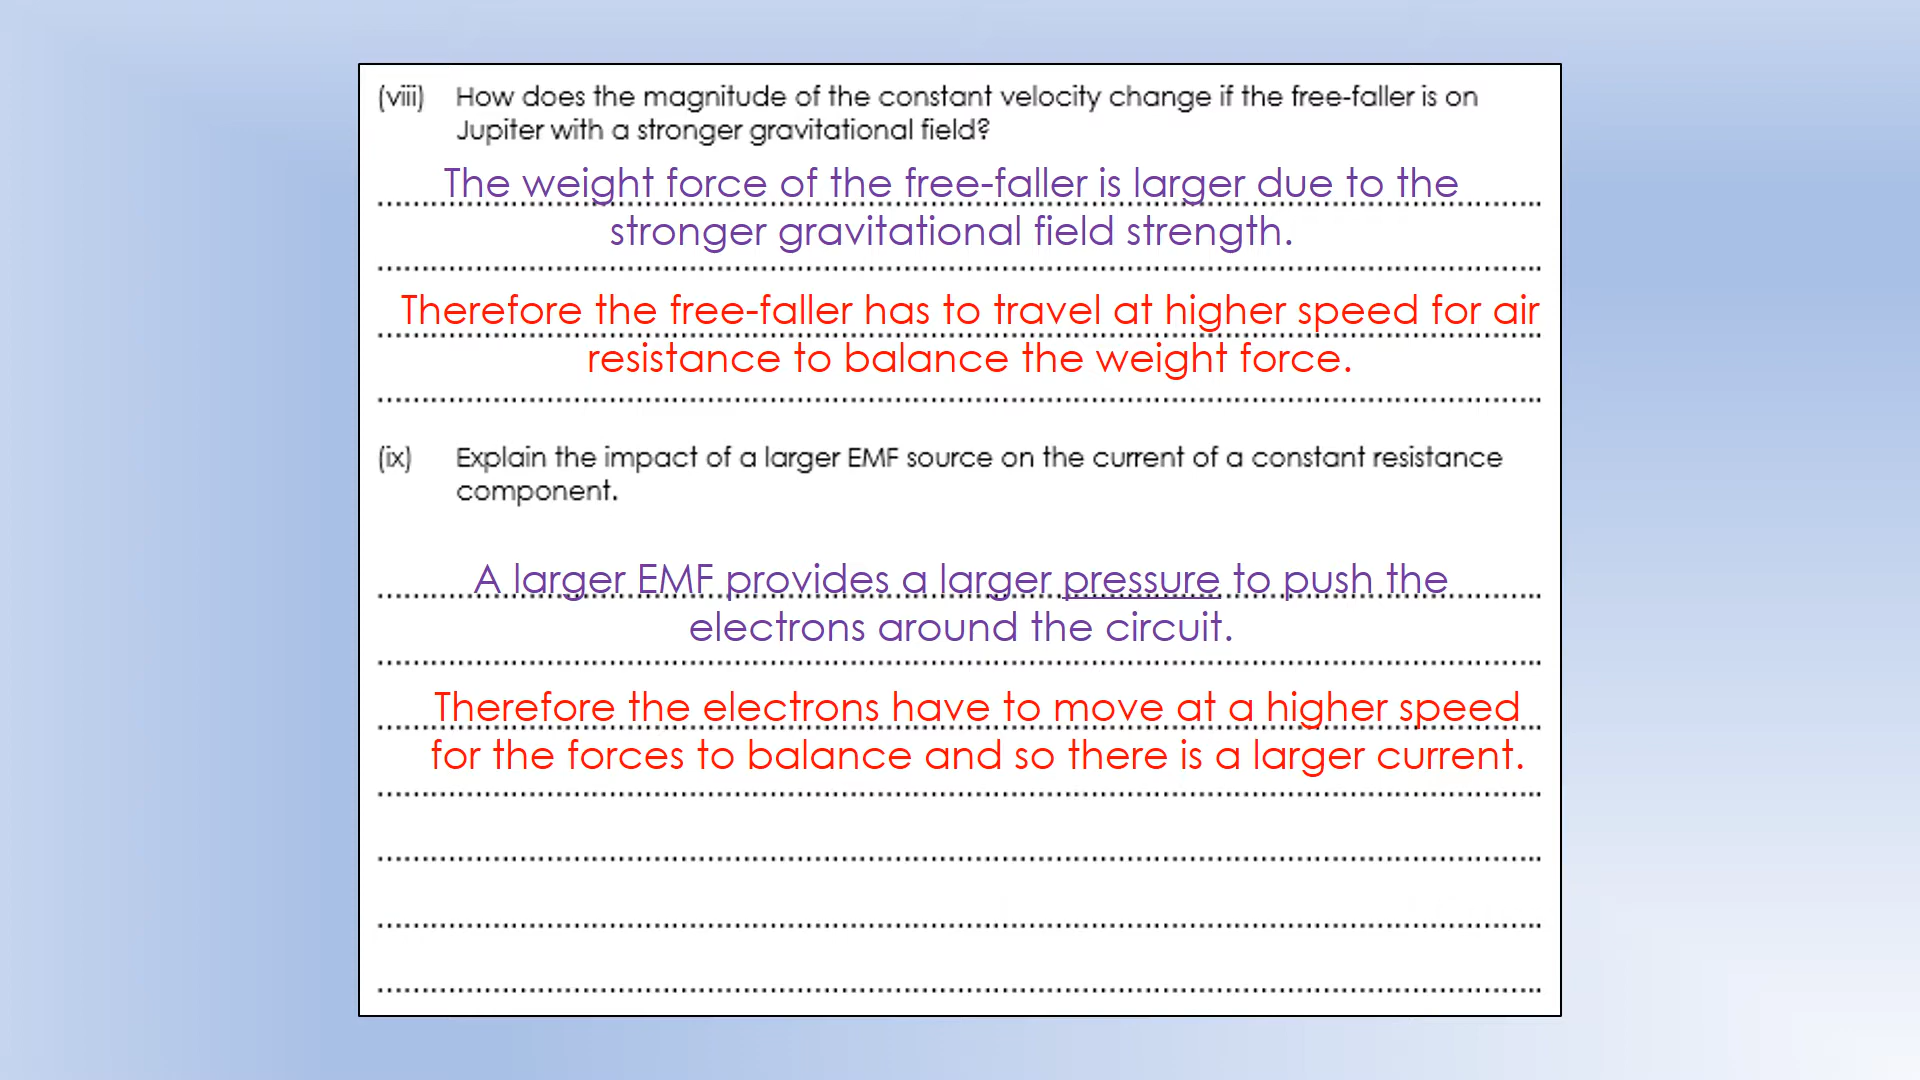 (viii) How does the magnitude of the constant velocity change if the free-faller is on
Jupiter with a stronger gravitational field?
The weight force of the free-faller is larger due to the
stronger gravitational field strength.
Therefore the free-faller has to travel at higher speed for air
resistance to balance the weight force.
(ix) Explain the impact of a larger EMF source on the current of a constant resistance
component.
A larger EMF provides a larger pressure to push the
electrons around the circuit.
Therefore the electrons have to move at a higher speed
for the forces to balance and so there is a larger current.